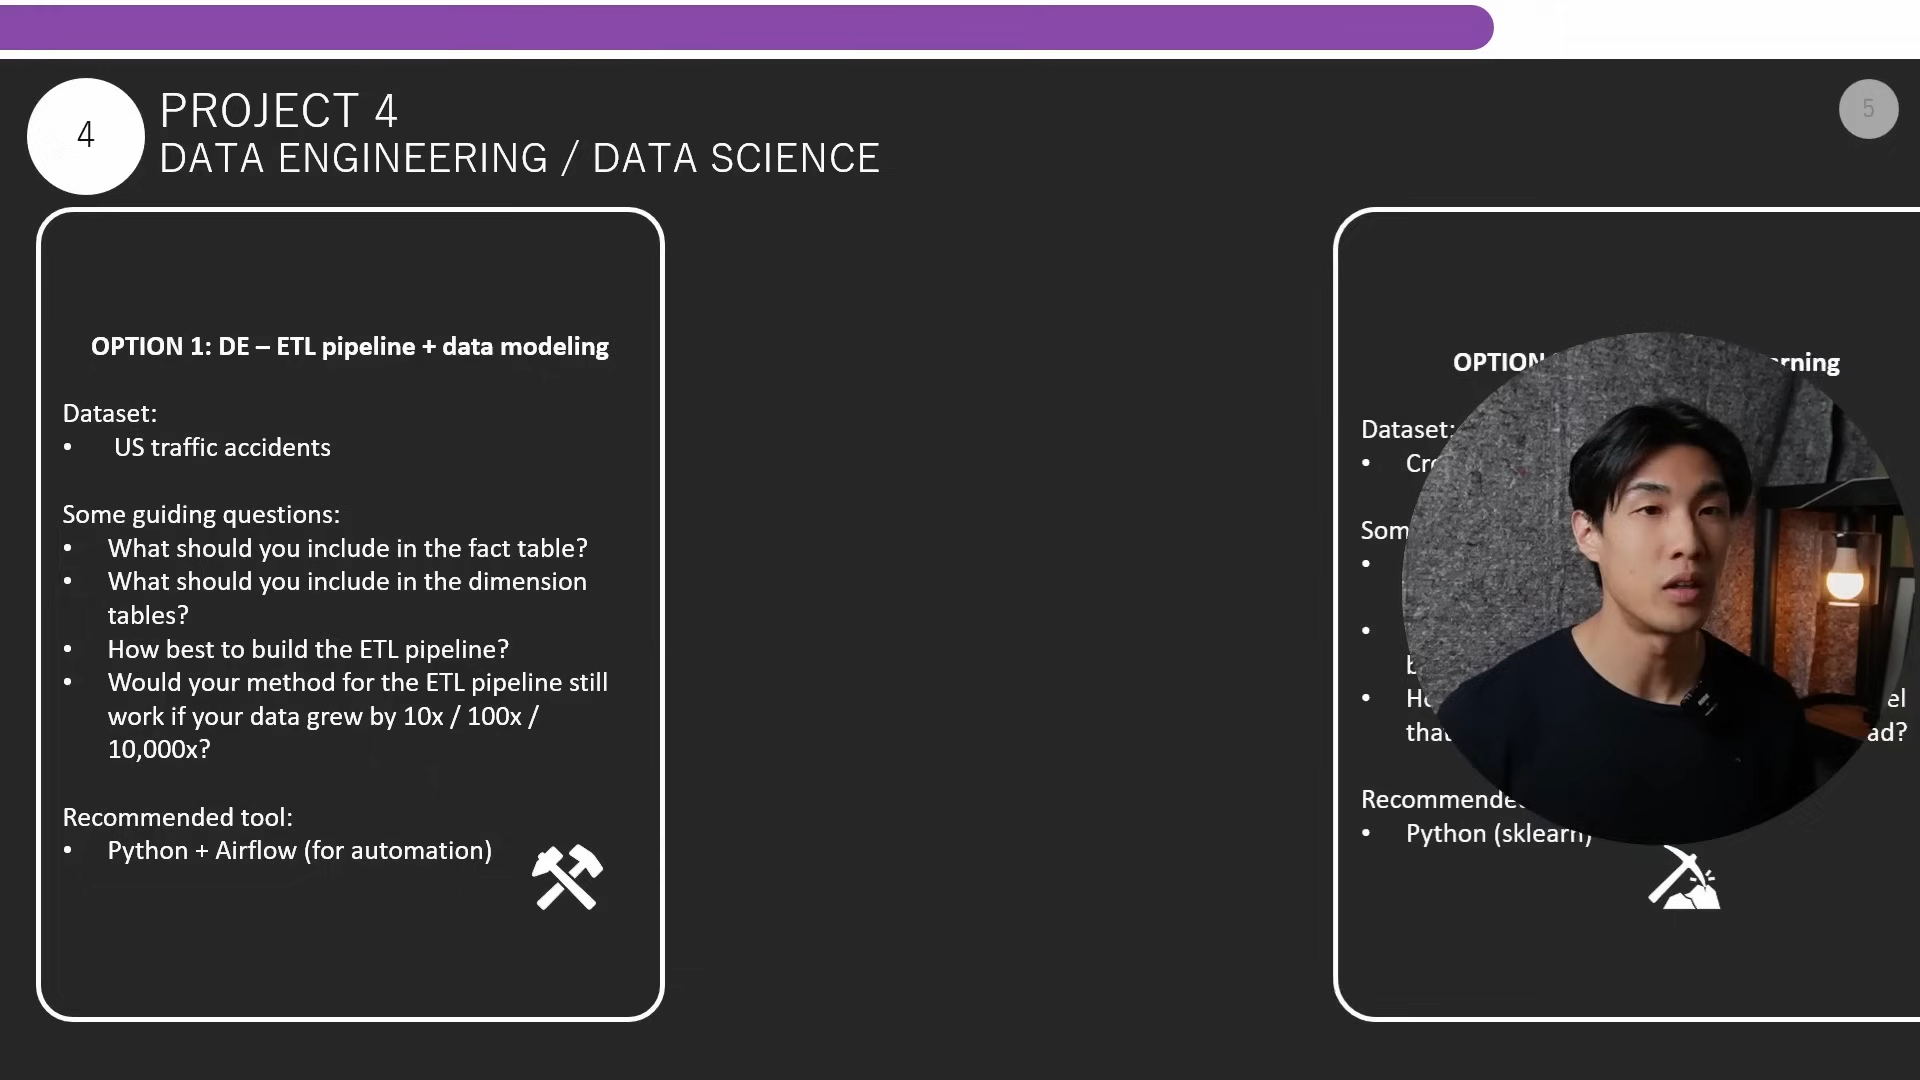 4
PROJECT 4
DATA ENGINEERING / DATA SCIENCE
5
OPTION 1: DE – ETL pipeline + data modeling
Dataset:
• US traffic accidents
Some guiding questions:
• What should you include in the fact table?
• What should you include in the dimension
tables?
• How best to build the ETL pipeline?
• Would your method for the ETL pipeline still
work if your data grew by 10x / 100x /
10,000x?
Recommended tool:
• Python + Airflow (for automation)
OPTION
Dataset:
•
•
•
•
that
• Python (sklearn)